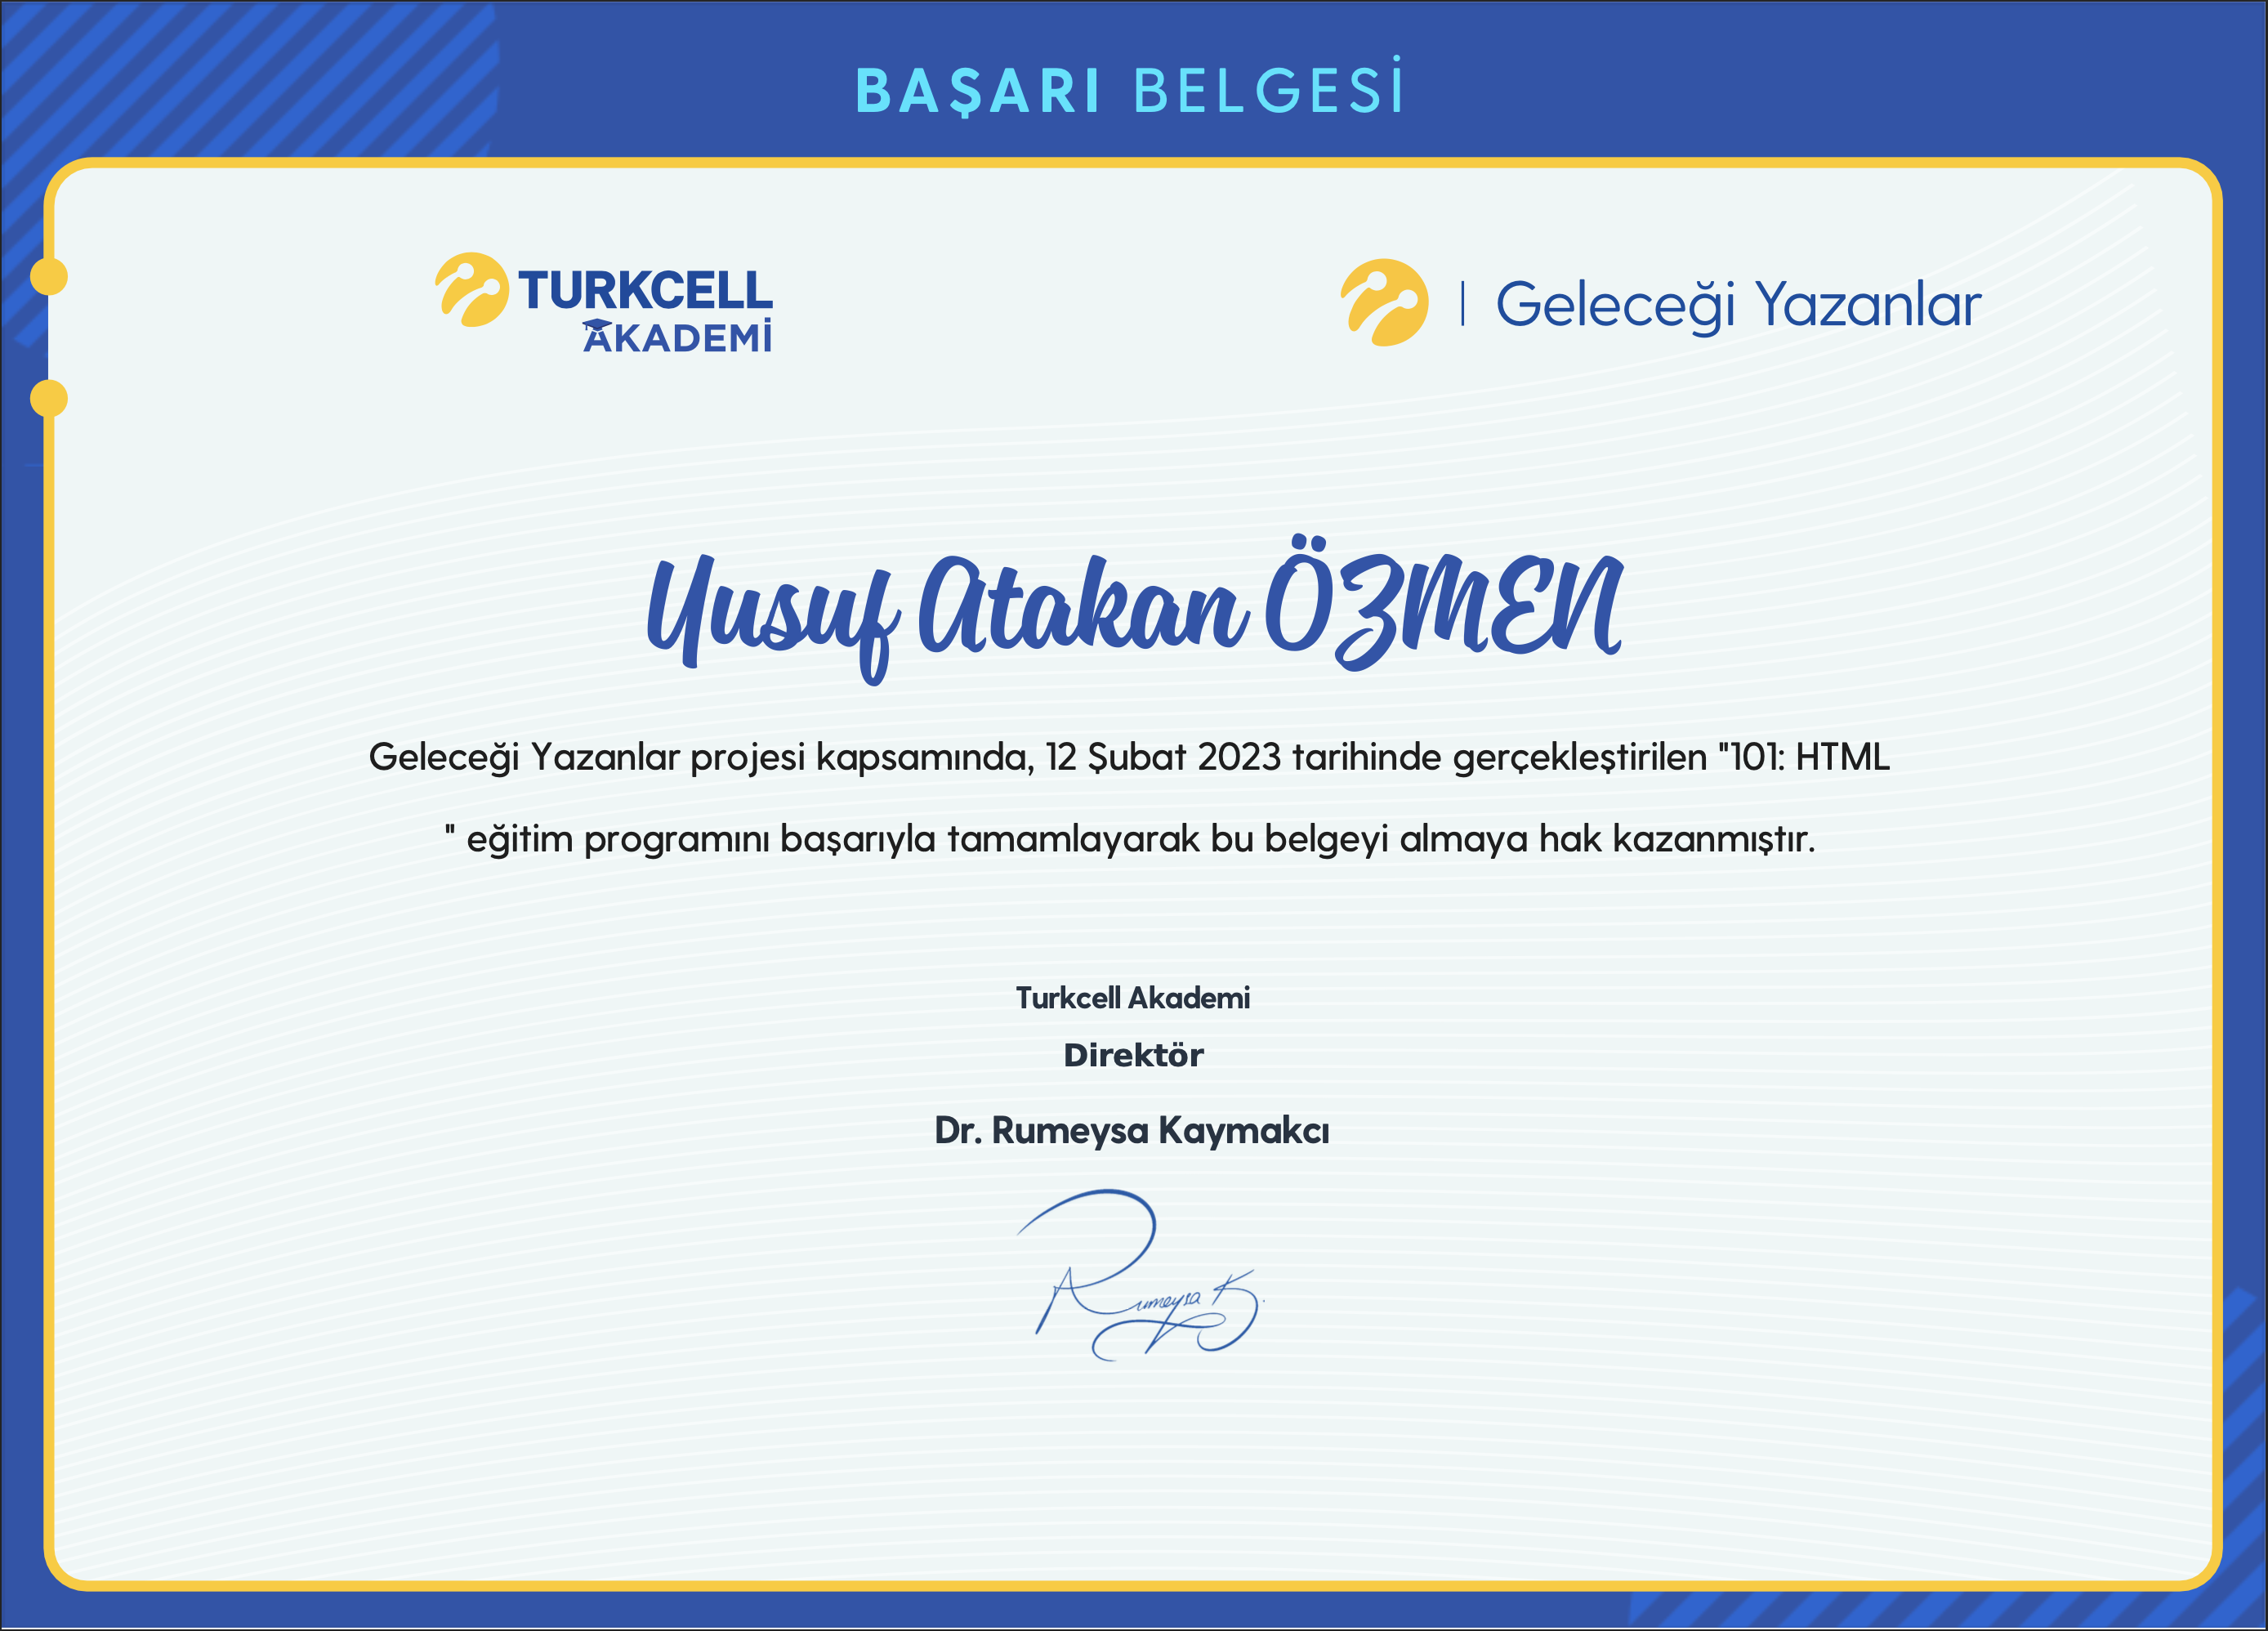 BAŞARI BELGESİ
TURKCELL
AKADEMİ
Geleceği Yazanlar
Yusuf Atakan ÖZMEN
Geleceği Yazanlar projesi kapsamında, 12 Şubat 2023 tarihinde gerçekleştirilen "101: HTML
" eğitim programını başarıyla tamamlayarak bu belgeyi almaya hak kazanmıştır.
Turkcell Akademi
Direktör
Dr. Rumeysa Kaymakcı
Rumeysa K.